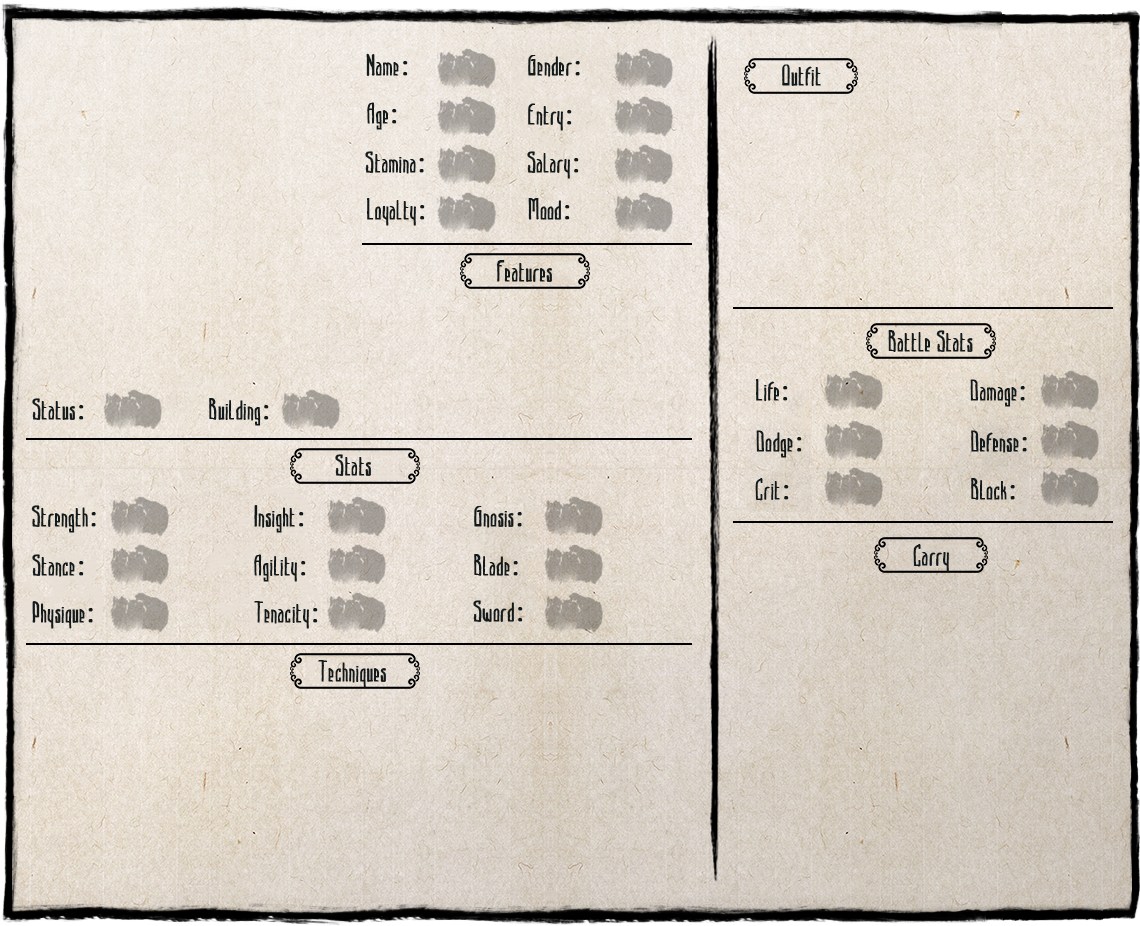 Name: Gender:
Age: Entry:
Stamina: Salary:
Loyalty: Mood:
Features
Status: Building:
Stats
Strength: Insight: Gnosis:
Stance: Agility: Blade:
Physique: Tenacity: Sword:
Techniques
Outfit
Battle Stats
Life: Damage:
Dodge: Defense:
Crit: Block:
Carry